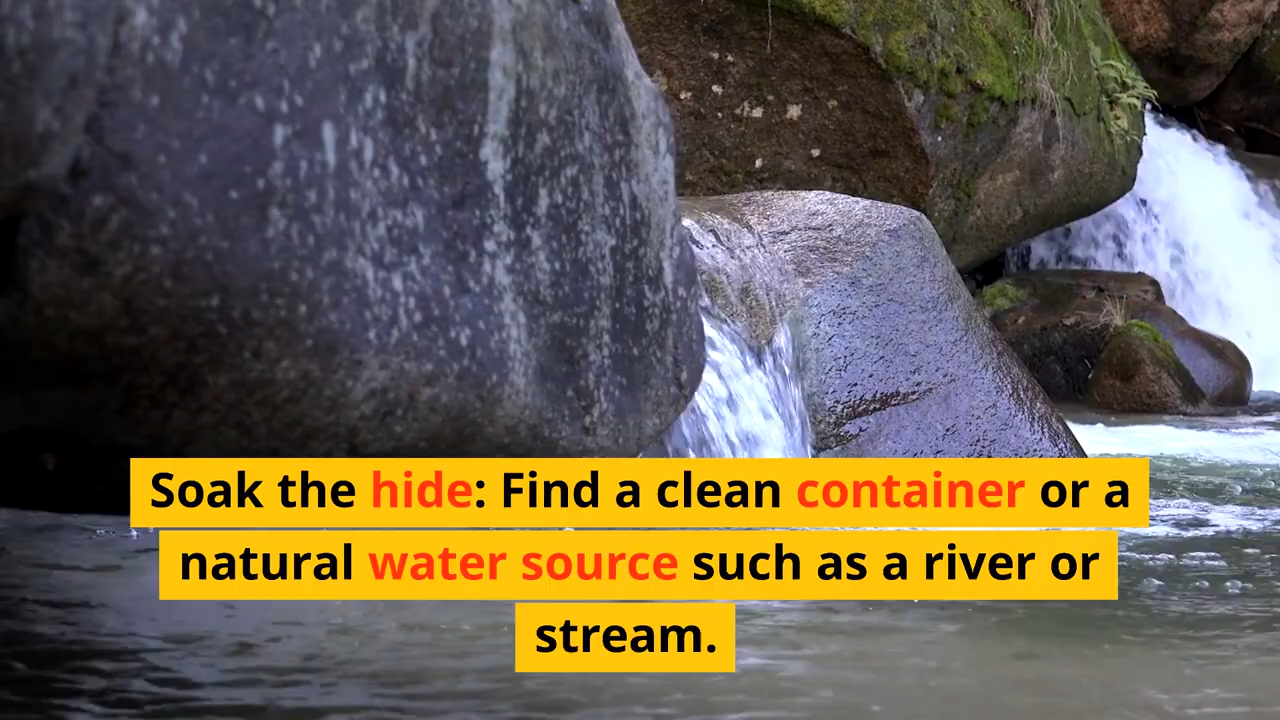 Soak the hide: Find a clean container or a
natural water source such as a river or
stream.